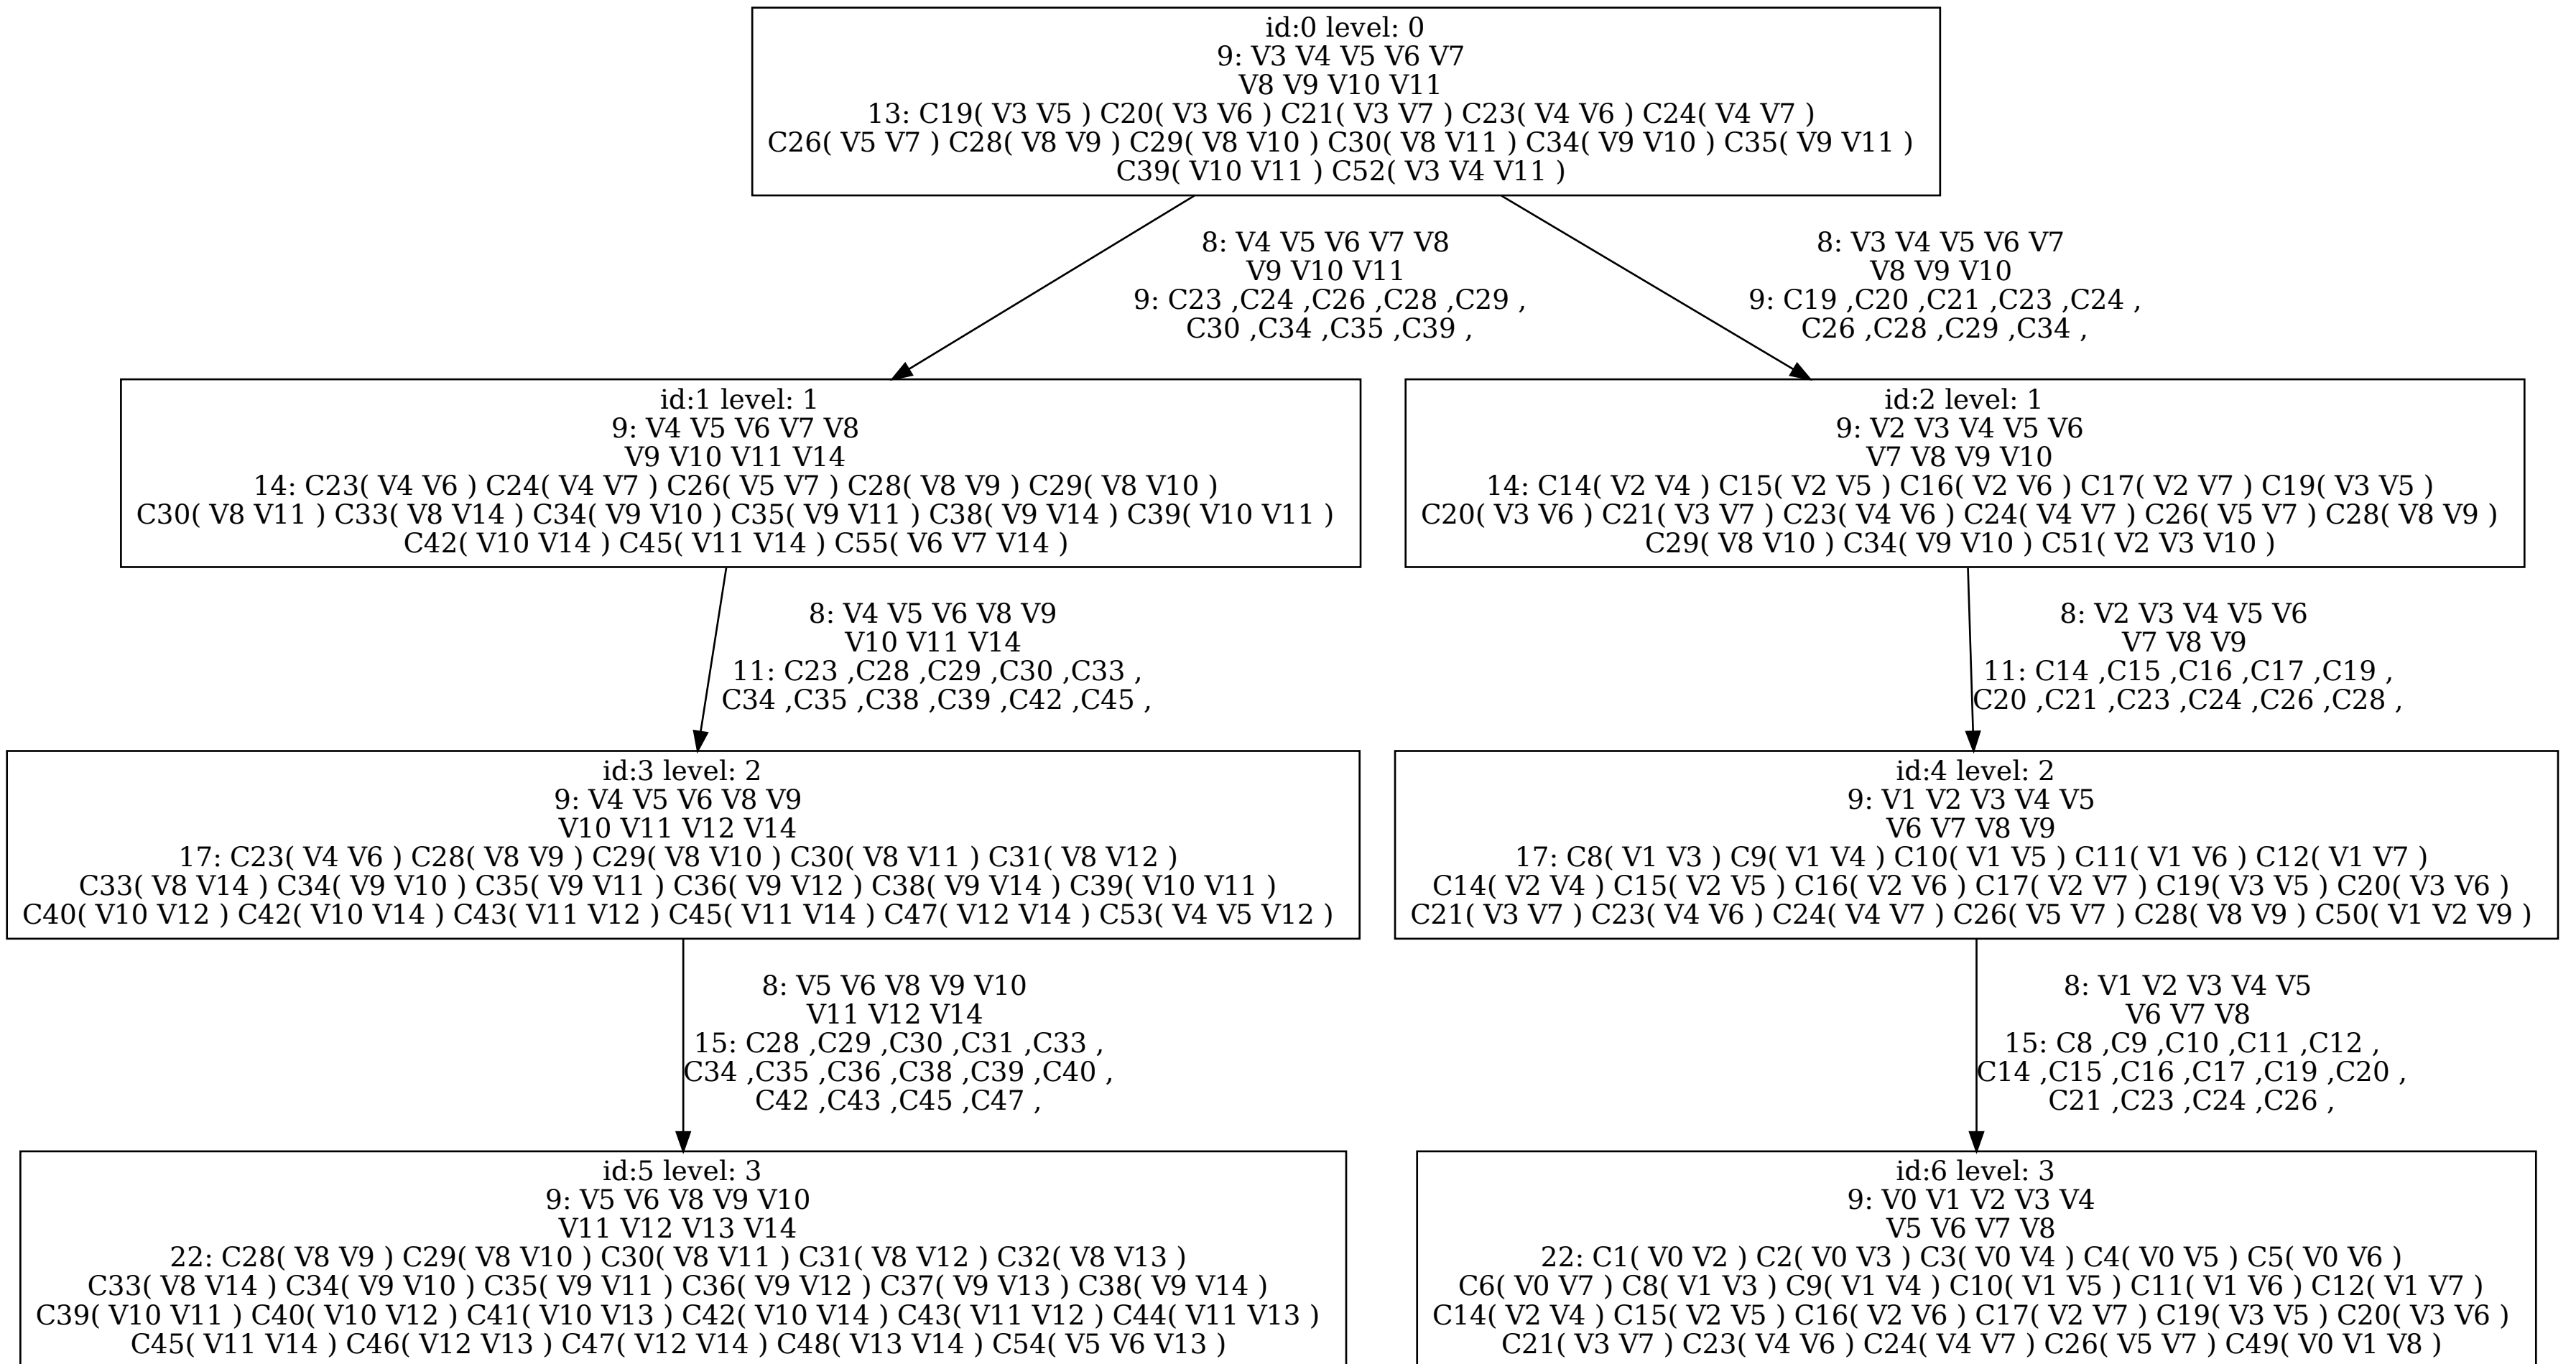 id:0 level: 0
9: V3 V4 V5 V6 V7
V8 V9 V10 V11
13: C19( V3 V5 ) C20( V3 V6 ) C21( V3 V7 ) C23( V4 V6 ) C24( V4 V7 )
C26( V5 V7 ) C28( V8 V9 ) C29( V8 V10 ) C30( V8 V11 ) C34( V9 V10 ) C35( V9 V11 )
C39( V10 V11 ) C52( V3 V4 V11 )
8: V4 V5 V6 V7 V8
V9 V10 V11
9: C23 ,C24 ,C26 ,C28 ,C29 ,
C30 ,C34 ,C35 ,C39 ,
8: V3 V4 V5 V6 V7
V8 V9 V10
9: C19 ,C20 ,C21 ,C23 ,C24 ,
C26 ,C28 ,C29 ,C34 ,
id:1 level: 1
9: V4 V5 V6 V7 V8
V9 V10 V11 V14
14: C23( V4 V6 ) C24( V4 V7 ) C26( V5 V7 ) C28( V8 V9 ) C29( V8 V10 )
C30( V8 V11 ) C33( V8 V14 ) C34( V9 V10 ) C35( V9 V11 ) C38( V9 V14 ) C39( V10 V11 )
C42( V10 V14 ) C45( V11 V14 ) C55( V6 V7 V14 )
id:2 level: 1
9: V2 V3 V4 V5 V6
V7 V8 V9 V10
14: C14( V2 V4 ) C15( V2 V5 ) C16( V2 V6 ) C17( V2 V7 ) C19( V3 V5 )
C20( V3 V6 ) C21( V3 V7 ) C23( V4 V6 ) C24( V4 V7 ) C26( V5 V7 ) C28( V8 V9 )
C29( V8 V10 ) C34( V9 V10 ) C51( V2 V3 V10 )
8: V4 V5 V6 V8 V9
V10 V11 V14
11: C23 ,C28 ,C29 ,C30 ,C33 ,
C34 ,C35 ,C38 ,C39 ,C42 ,C45 ,
8: V2 V3 V4 V5 V6
V7 V8 V9
11: C14 ,C15 ,C16 ,C17 ,C19 ,
C20 ,C21 ,C23 ,C24 ,C26 ,C28 ,
id:3 level: 2
9: V4 V5 V6 V8 V9
V10 V11 V12 V14
17: C23( V4 V6 ) C28( V8 V9 ) C29( V8 V10 ) C30( V8 V11 ) C31( V8 V12 )
C33( V8 V14 ) C34( V9 V10 ) C35( V9 V11 ) C36( V9 V12 ) C38( V9 V14 ) C39( V10 V11 )
C40( V10 V12 ) C42( V10 V14 ) C43( V11 V12 ) C45( V11 V14 ) C47( V12 V14 ) C53( V4 V5 V12 )
id:4 level: 2
9: V1 V2 V3 V4 V5
V6 V7 V8 V9
17: C8( V1 V3 ) C9( V1 V4 ) C10( V1 V5 ) C11( V1 V6 ) C12( V1 V7 )
C14( V2 V4 ) C15( V2 V5 ) C16( V2 V6 ) C17( V2 V7 ) C19( V3 V5 ) C20( V3 V6 )
C21( V3 V7 ) C23( V4 V6 ) C24( V4 V7 ) C26( V5 V7 ) C28( V8 V9 ) C50( V1 V2 V9 )
8: V5 V6 V8 V9 V10
V11 V12 V14
15: C28 ,C29 ,C30 ,C31 ,C33 ,
C34 ,C35 ,C36 ,C38 ,C39 ,C40 ,
C42 ,C43 ,C45 ,C47 ,
8: V1 V2 V3 V4 V5
V6 V7 V8
15: C8 ,C9 ,C10 ,C11 ,C12 ,
C14 ,C15 ,C16 ,C17 ,C19 ,C20 ,
C21 ,C23 ,C24 ,C26 ,
id:5 level: 3
9: V5 V6 V8 V9 V10
V11 V12 V13 V14
22: C28( V8 V9 ) C29( V8 V10 ) C30( V8 V11 ) C31( V8 V12 ) C32( V8 V13 )
C33( V8 V14 ) C34( V9 V10 ) C35( V9 V11 ) C36( V9 V12 ) C37( V9 V13 ) C38( V9 V14 )
C39( V10 V11 ) C40( V10 V12 ) C41( V10 V13 ) C42( V10 V14 ) C43( V11 V12 ) C44( V11 V13 )
C45( V11 V14 ) C46( V12 V13 ) C47( V12 V14 ) C48( V13 V14 ) C54( V5 V6 V13 )
id:6 level: 3
9: V0 V1 V2 V3 V4
V5 V6 V7 V8
22: C1( V0 V2 ) C2( V0 V3 ) C3( V0 V4 ) C4( V0 V5 ) C5( V0 V6 )
C6( V0 V7 ) C8( V1 V3 ) C9( V1 V4 ) C10( V1 V5 ) C11( V1 V6 ) C12( V1 V7 )
C14( V2 V4 ) C15( V2 V5 ) C16( V2 V6 ) C17( V2 V7 ) C19( V3 V5 ) C20( V3 V6 )
C21( V3 V7 ) C23( V4 V6 ) C24( V4 V7 ) C26( V5 V7 ) C49( V0 V1 V8 )